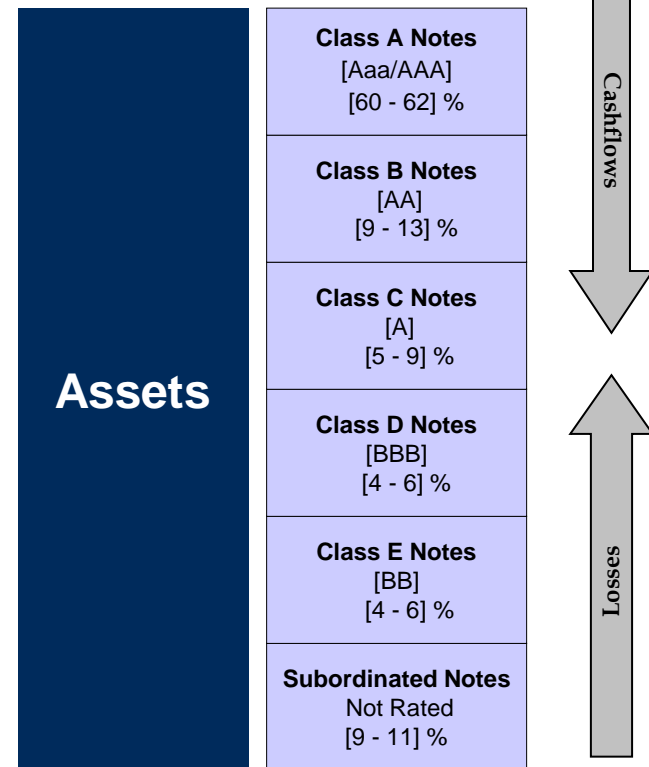 Assets
Class A Notes
[Aaa/AAA]
[60 - 62] %
Class B Notes
[AA]
[9 - 13] %
Class C Notes
[A]
[5 - 9] %
Class D Notes
[BBB]
[4 - 6] %
Class E Notes
[BB]
[4 - 6] %
Subordinated Notes
Not Rated
[9 - 11] %
Cashflows
Losses